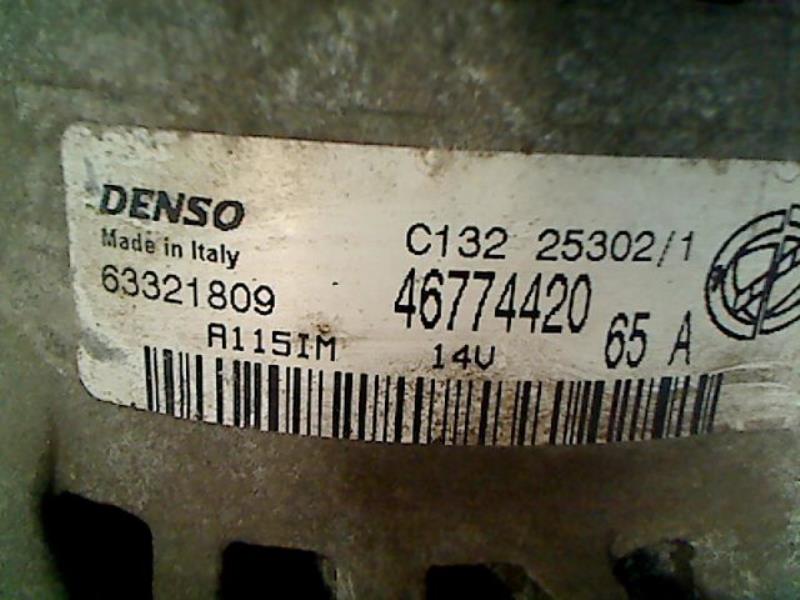 DENSO
Made in Italy
63321809
A115IM
C132 25302/1
46774420
65 A
14V